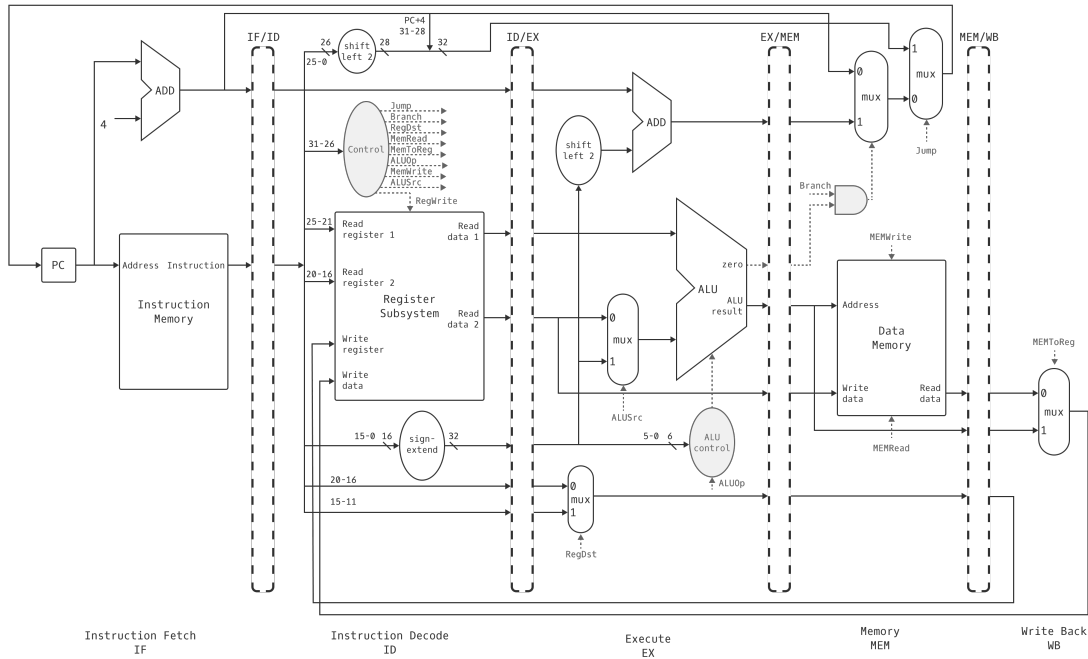 PC+4
31-28
IF/ID
26
shift
left 2
28
32
25-0
ID/EX
EX/MEM
MEM/WB
1
mux
0
Jump
0
mux
1
ADD
4
Control
31-26
Jump
Branch
RegDst
MemRead
MemToReg
ALUOp
MemWrite
ALUSrc
RegWrite
ADD
shift
left 2
Branch
PC
Address
Instruction
Instruction
Memory
25-21
Read
register 1
Read
data 1
20-16
Read
register 2
Register
Subsystem
Read
data 2
Write
register
Write
data
zero
ALU
ALU
result
0
mux
1
ALUSrc
MEMWrite
Address
Data
Memory
Write
data
Read
data
MEMRead
MEMToReg
0
mux
1
15-0
16
sign-
extend
32
5-0
6
ALU
control
ALUOp
20-16
15-11
0
mux
1
RegDst
Instruction Fetch
IF
Instruction Decode
ID
Execute
EX
Memory
MEM
Write Back
WB